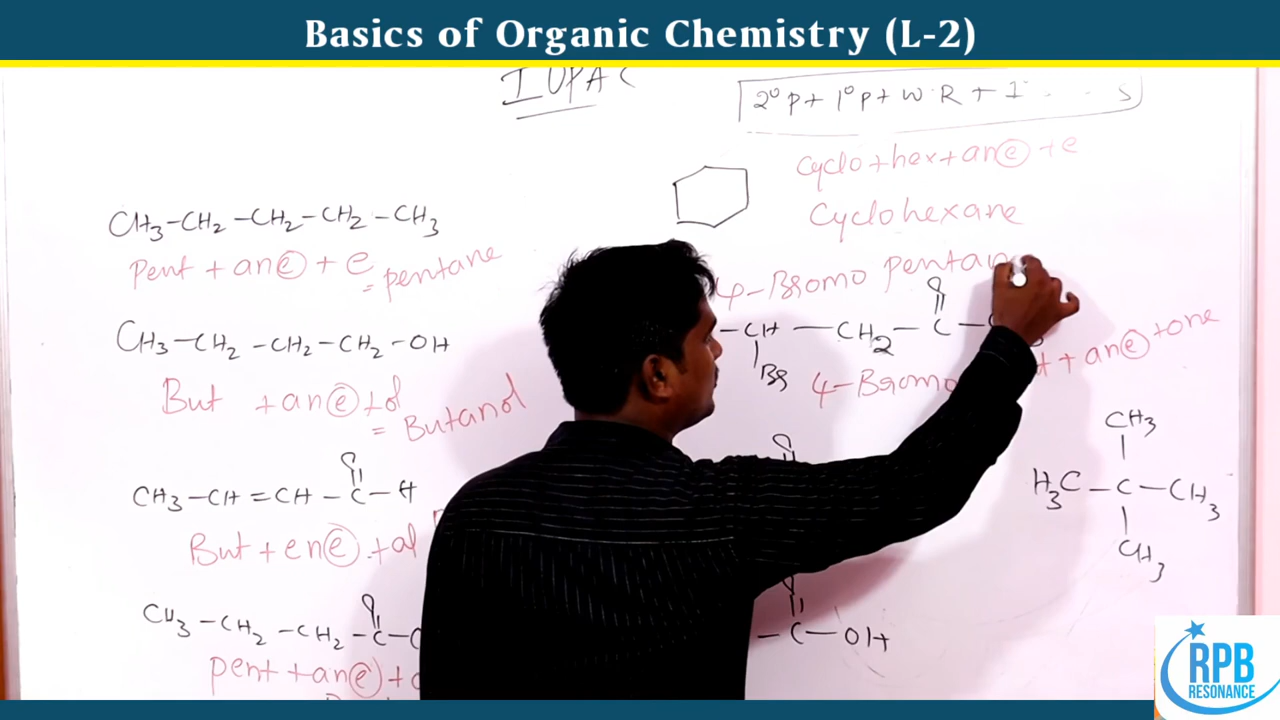 Basics of Organic Chemistry (L-2)
IUPAC
2° p + 1° p + W.R + 1° ... S
Cyclo + hex + ane + e
Cyclohexane
CH3-CH2-CH2-CH2-CH3
Pent + ane + e = pentane
4-Bromo pentan
-CH-CH2-C-
O
Br
4-Bromo
t + ane + one
CH3-CH2-CH2-CH2-OH
But + ane + ol = Butanol
O
CH3-CH=CH-C-H
But + ene + al
CH3
H3C-C-CH3
CH3
O
CH3-CH2-CH2-C-O
pent + ane + o
O
-C-OH
RPB
RESONANCE